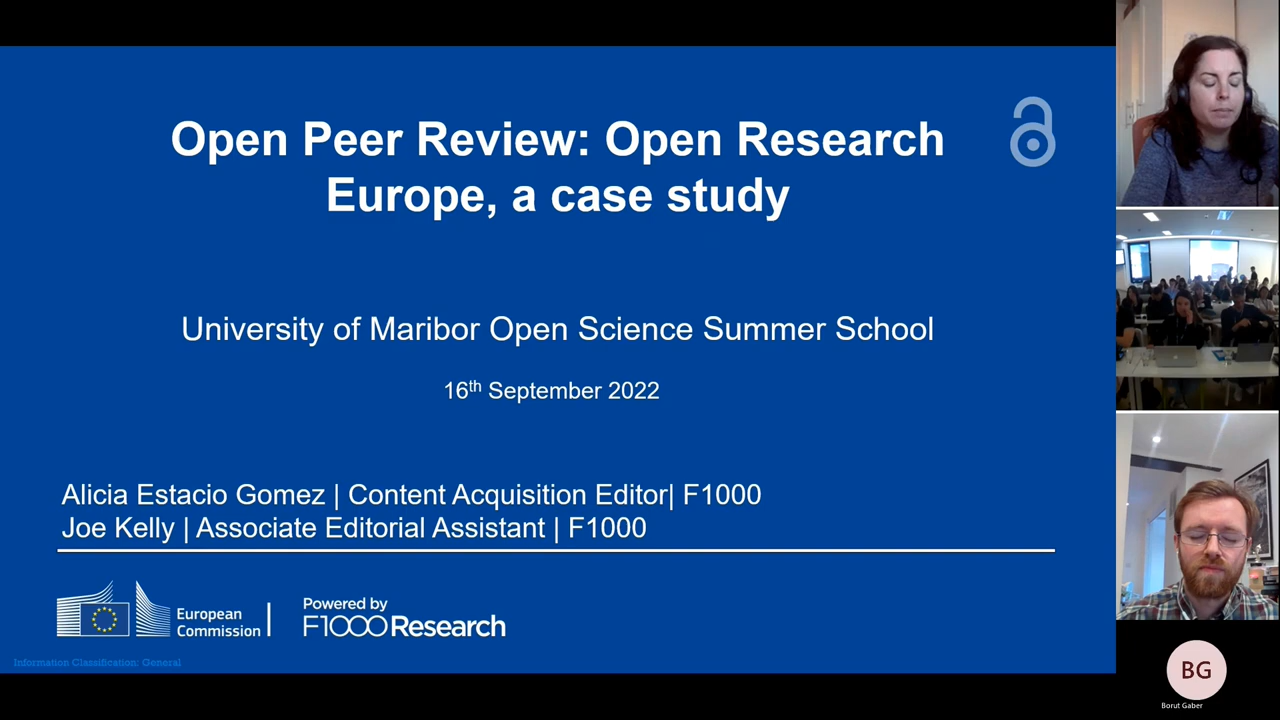 Open Peer Review: Open Research
Europe, a case study
University of Maribor Open Science Summer School
16th September 2022
Alicia Estacio Gomez | Content Acquisition Editor| F1000
Joe Kelly | Associate Editorial Assistant | F1000
European
Commission
Powered by
F1000Research
Information Classification: General
BG
Borut Gaber